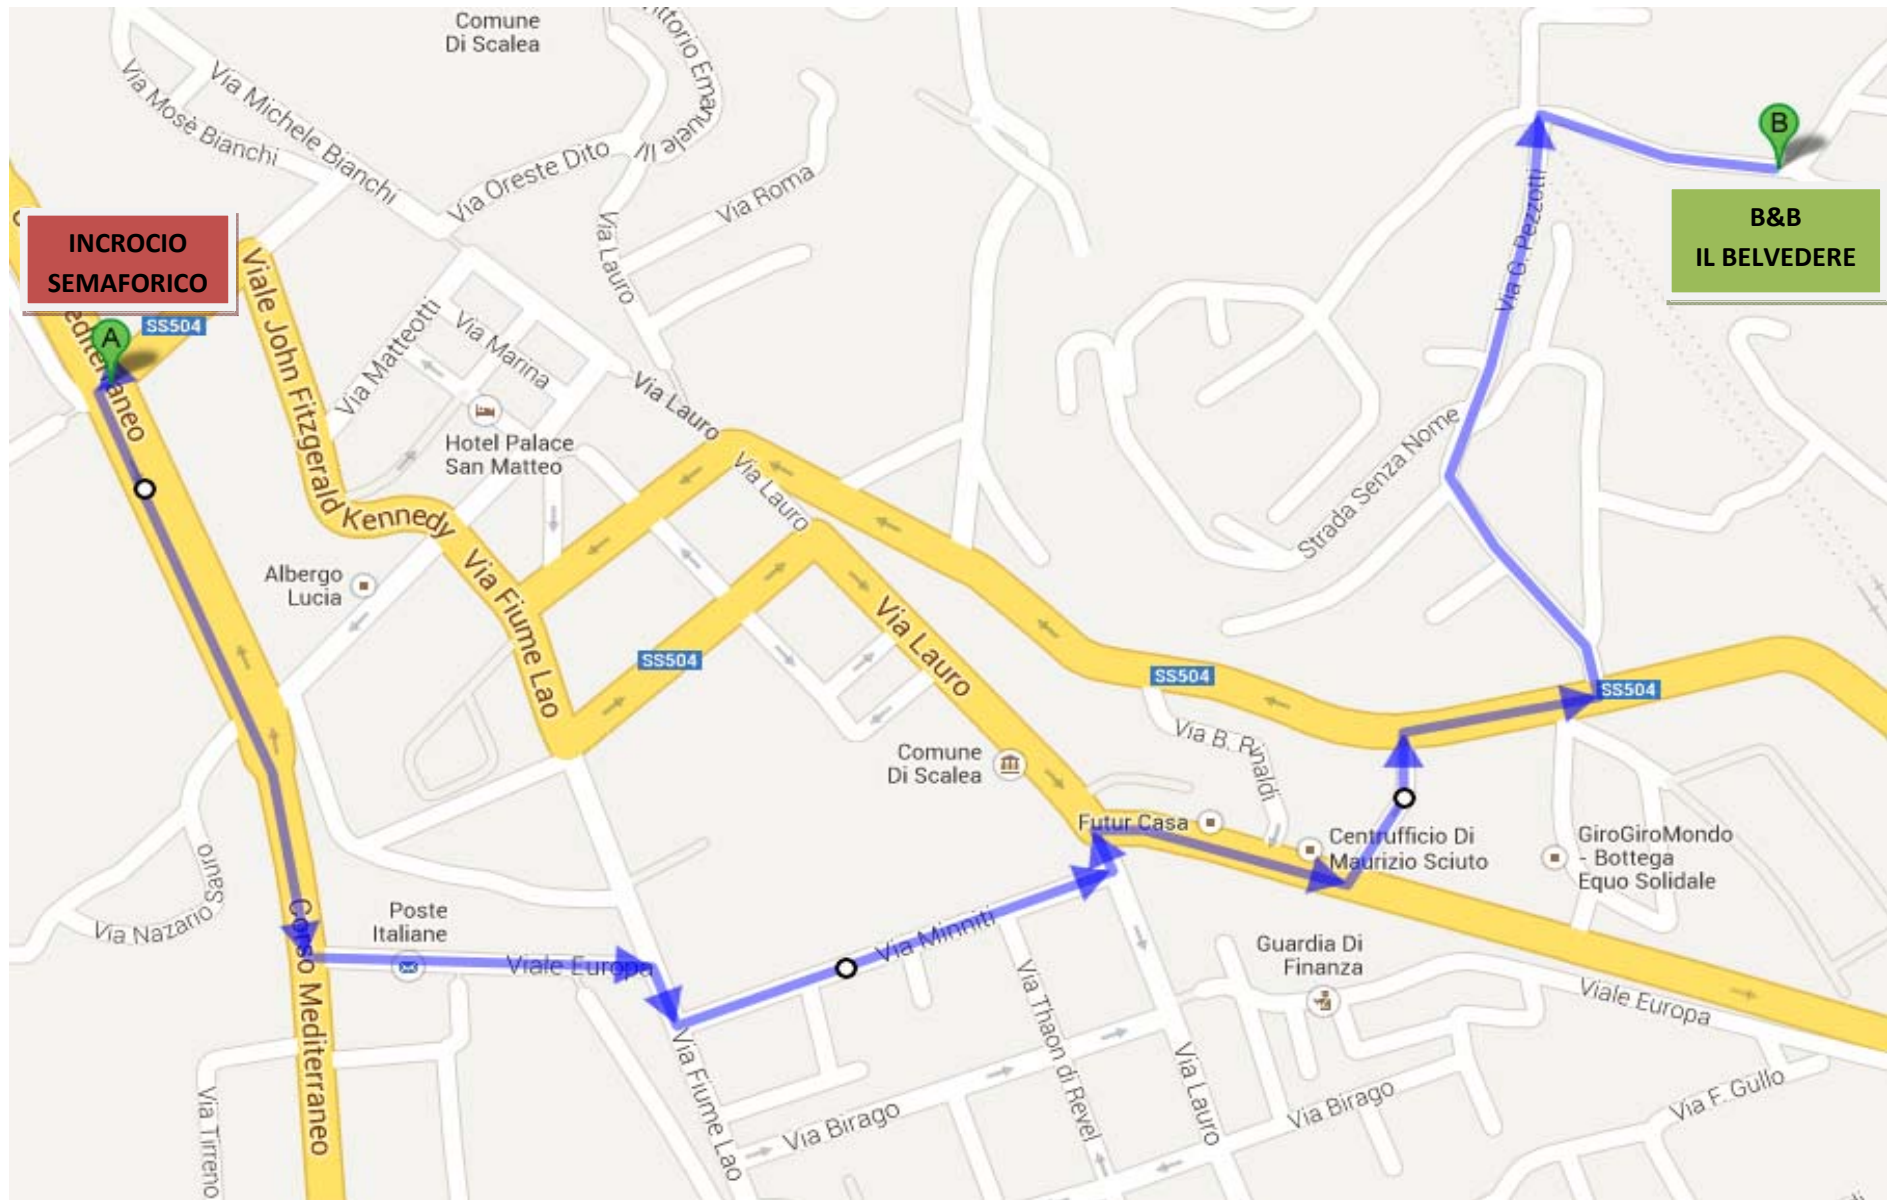 Comune
Di Scalea
Vittorio Emanuele III
Via Michele Bianchi
Via Mosè Bianchi
Via Oreste Dito
Via Roma
Via Lauro
INCROCIO
SEMAFORICO
B&B
IL BELVEDERE
A
B
SS504
Viale John Fitzgerald Kennedy
Via Matteotti
Via Marina
Via Lauro
Via G. Pezzotti
Hotel Palace
San Matteo
Via Lauro
Strada Senza Nome
Albergo
Lucia
Via Fiume Lao
Via Lauro
SS504
SS504
SS504
Via B. Rinaldi
Comune
Di Scalea
Futur Casa
Centrufficio Di
Maurizio Sciuto
GiroGiroMondo
- Bottega
Equo Solidale
Via Nazario Sauro
Poste
Italiane
Corso Mediterraneo
Viale Europa
Via Minniti
Guardia Di
Finanza
Viale Europa
Via Thaon di Revel
Via Lauro
Via Fiume Lao
Via Tirreno
Via Birago
Via Birago
Via F. Gullo